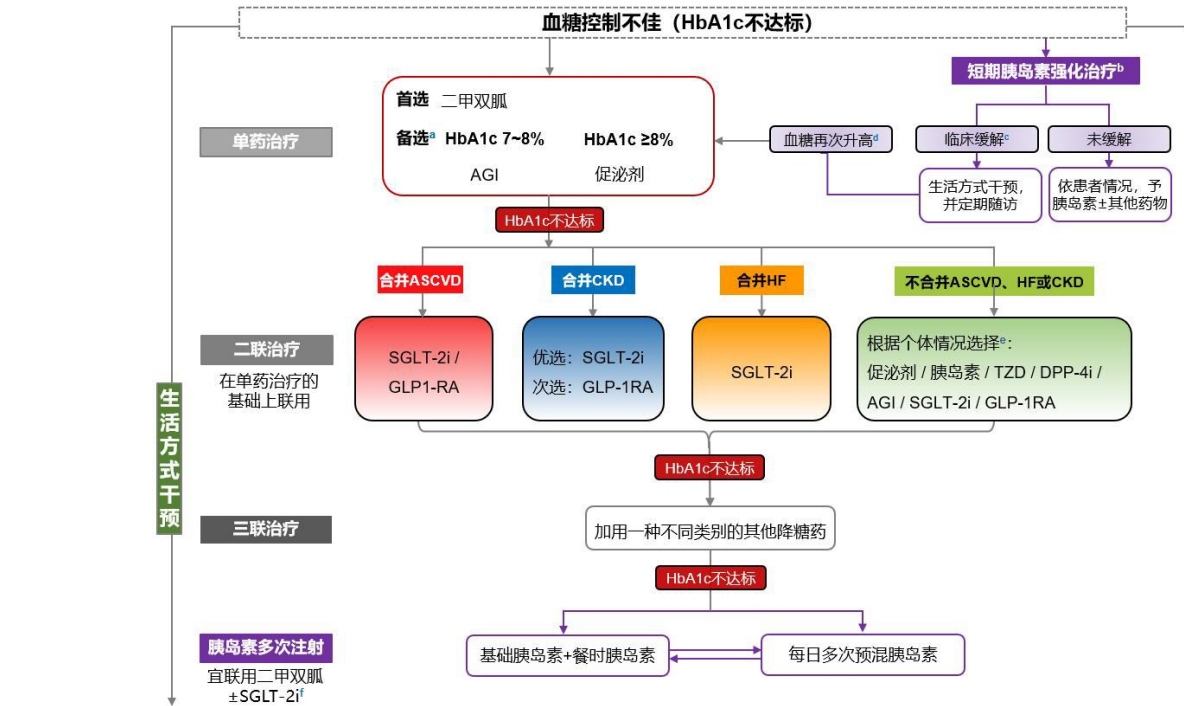 血糖控制不佳（HbA1c不达标）
短期胰岛素强化治疗b
首选 二甲双胍
备选a HbA1c 7~8% HbA1c ≥8%
AGI 促泌剂
单药治疗
血糖再次升高d
临床缓解c
未缓解
生活方式干预，
并定期随访
依患者情况，予
胰岛素±其他药物
HbA1c不达标
合并ASCVD
合并CKD
合并HF
不合并ASCVD、HF或CKD
二联治疗
在单药治疗的
基础上联用
SGLT-2i /
GLP1-RA
优选：SGLT-2i
次选：GLP-1RA
SGLT-2i
根据个体情况选择e：
促泌剂 / 胰岛素 / TZD / DPP-4i /
AGI / SGLT-2i / GLP-1RA
生活方式干预
HbA1c不达标
三联治疗
加用一种不同类别的其他降糖药
HbA1c不达标
胰岛素多次注射
宜联用二甲双胍
±SGLT-2if
基础胰岛素+餐时胰岛素
每日多次预混胰岛素